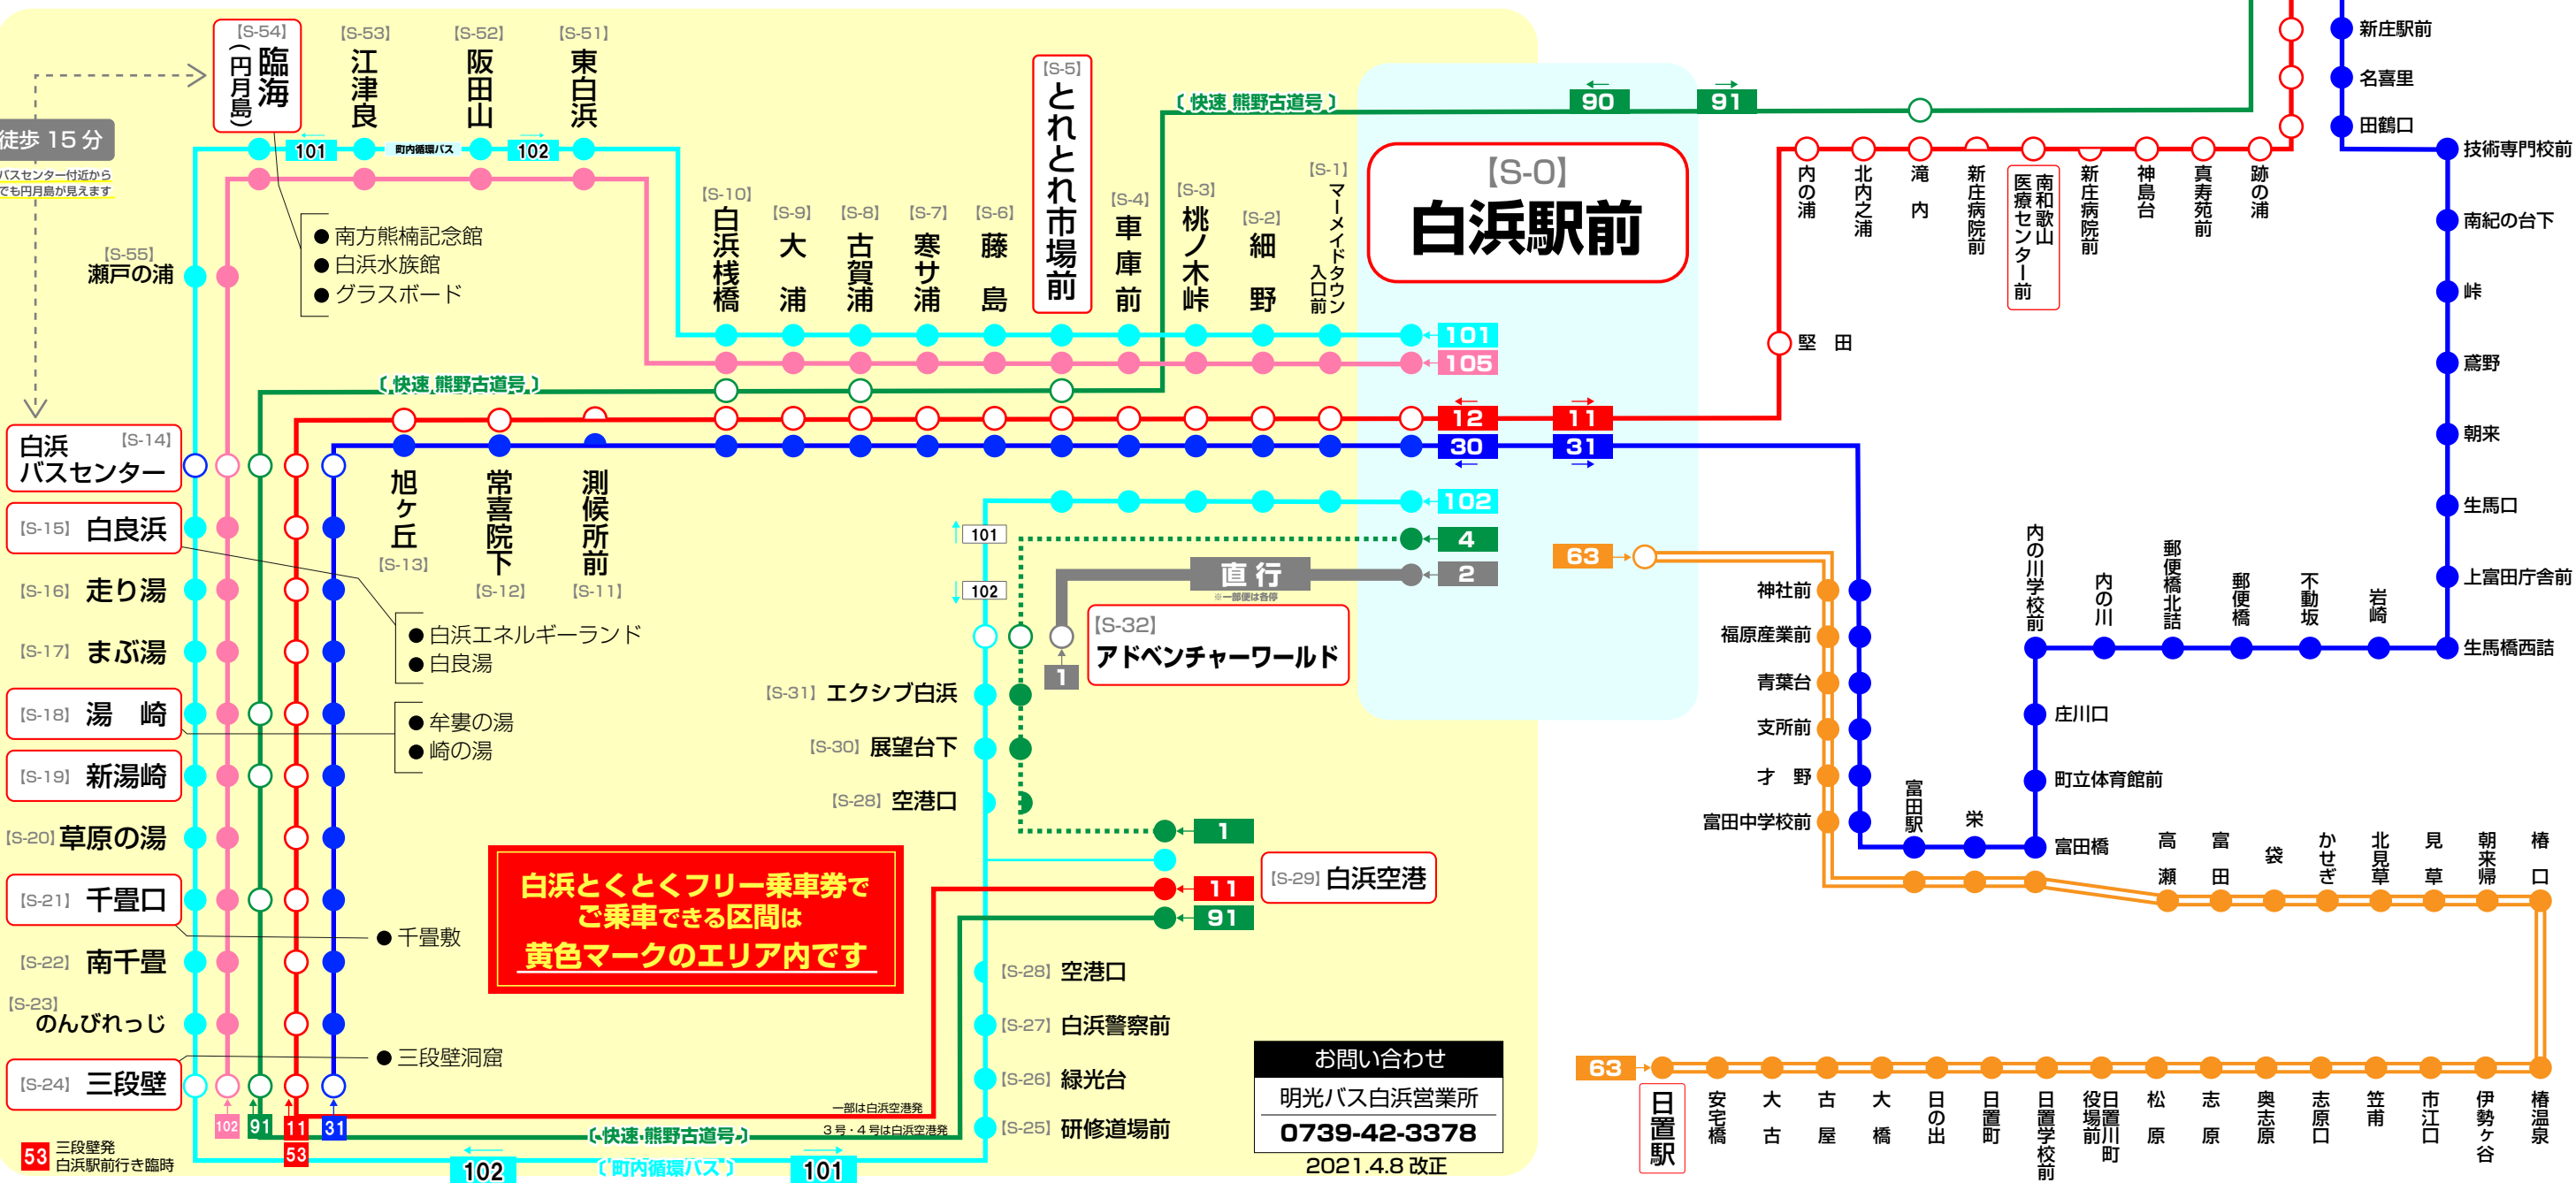 【S-54】
臨海
(円月島)
【S-53】
江津良
【S-52】
阪田山
【S-51】
東白浜
徒歩 15 分
バスセンター付近から
でも円月島が見えます
101
町内循環バス
102
● 南方熊楠記念館
● 白浜水族館
● グラスボード
【S-55】
瀬戸の浦
【S-10】
白浜桟橋
【S-9】
大浦
【S-8】
古賀浦
【S-7】
寒サ浦
【S-6】
藤島
【S-5】
とれとれ市場前
【S-4】
車庫前
【S-3】
桃ノ木峠
【S-2】
細野
【S-1】
マーメイドタウン
入口前
【S-0】
白浜駅前
〔 快速 熊野古道号 〕
90
91
101
105
〔 快速 熊野古道号 〕
12
11
30
31
102
4
2
63
直 行
※一部便は各停
101
102
【S-32】
アドベンチャーワールド
1
【S-14】
白浜
バスセンター
【S-15】 白良浜
【S-16】 走り湯
【S-17】 まぶ湯
【S-18】 湯 崎
【S-19】 新湯崎
【S-20】 草原の湯
【S-21】 千畳口
【S-22】 南千畳
【S-23】
のんびれっじ
【S-24】 三段壁
旭ヶ丘
【S-13】
常喜院下
【S-12】
測候所前
【S-11】
● 白浜エネルギーランド
● 白良湯
● 牟婁の湯
● 崎の湯
● 千畳敷
● 三段壁洞窟
【S-31】 エクシブ白浜
【S-30】 展望台下
【S-28】 空港口
1
【S-29】 白浜空港
11
91
白浜とくとくフリー乗車券で
ご乗車できる区間は
黄色マークのエリア内です
【S-28】 空港口
【S-27】 白浜警察前
【S-26】 緑光台
【S-25】 研修道場前
102
91
11
31
53
53 三段壁発
白浜駅前行き臨時
一部は白浜空港発
3号・4号は白浜空港発
〔 快速 熊野古道号 〕
102
〔 町内循環バス 〕
101
お問い合わせ
明光バス白浜営業所
0739-42-3378
2021.4.8 改正
内の浦
北内之浦
滝内
新庄病院前
南和歌山
医療センター前
新庄病院前
神島台
真寿苑前
跡の浦
堅 田
新庄駅前
名喜里
田鶴口
技術専門校前
南紀の台下
峠
鳶野
朝来
生馬口
上富田庁舎前
生馬橋西詰
岩崎
不動坂
郵便橋
郵便橋北詰
内の川
内の川学校前
庄川口
町立体育館前
富田橋
栄
富田駅
神社前
福原産業前
青葉台
支所前
才 野
富田中学校前
高瀬
富田
袋
かせぎ
北見草
見草
朝来帰
椿口
63
日置駅
安宅橋
大古
古屋
大橋
日の出
日置町
日置学校前
日置川町
役場前
松原
志原
奥志原
志原口
笠甫
市江口
伊勢ヶ谷
椿温泉